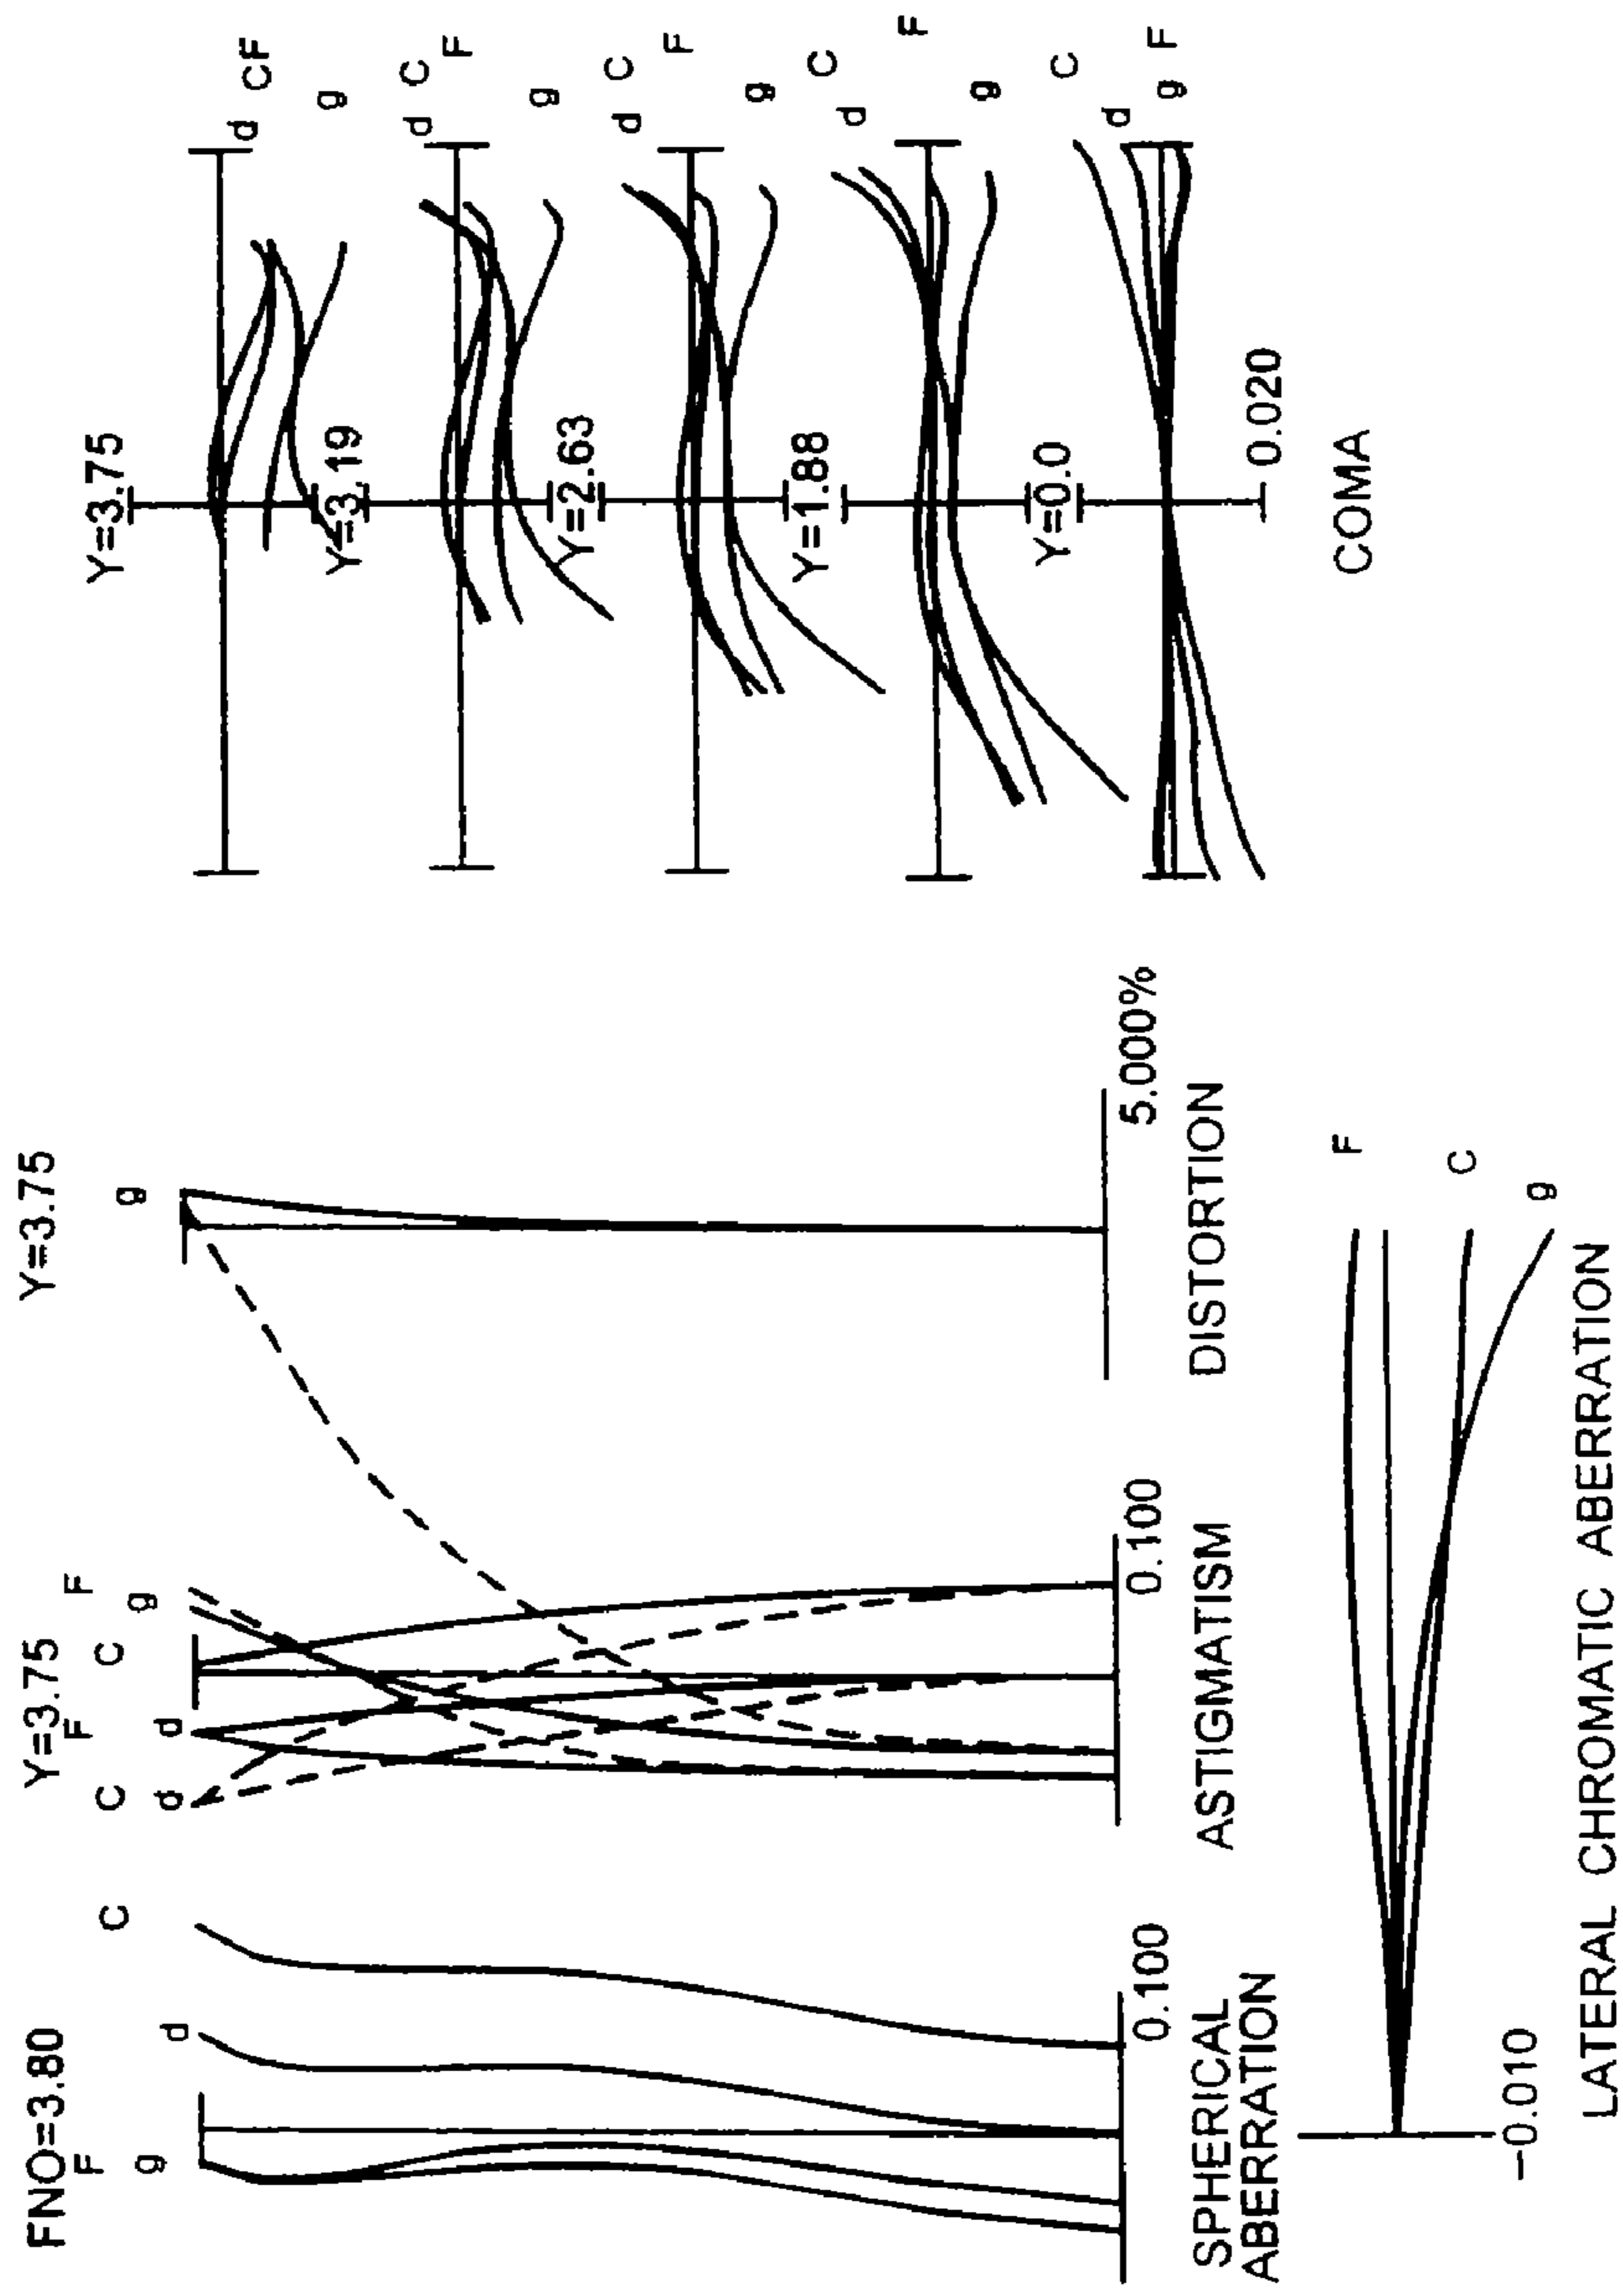 FNO=3.80
F
g
d
C
0.100
SPHERICAL
ABERRATION
Y=3.75
C
d
F
d
C
g
F
0.100
ASTIGMATISM
Y=3.75
g
5.000%
DISTORTION
Y=3.75
d
CF
g
Y=3.19
d
C
F
g
Y=2.63
d
C
F
g
Y=1.88
d
C
F
g
Y=0.0
d
C
g
F
0.020
COMA
F
C
g
-0.010
LATERAL CHROMATIC ABERRATION